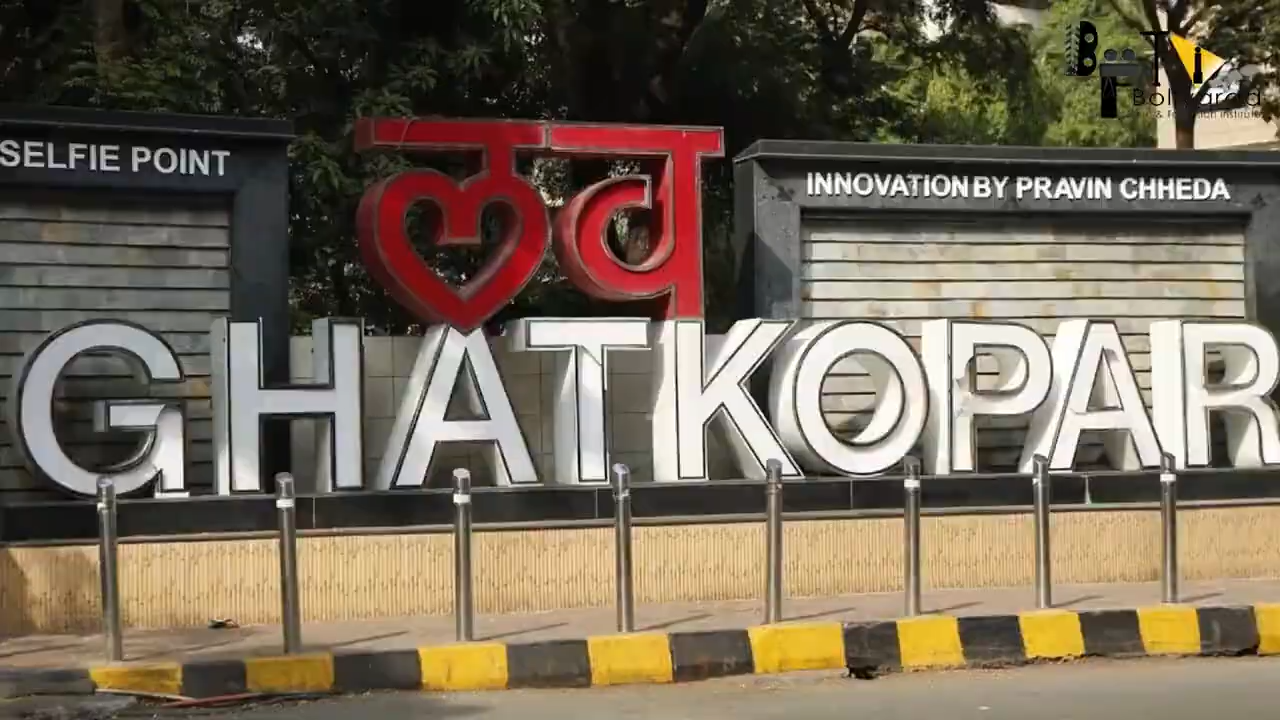 SELFIE POINT
लव
INNOVATION BY PRAVIN CHHEDA
GHATKOPAR